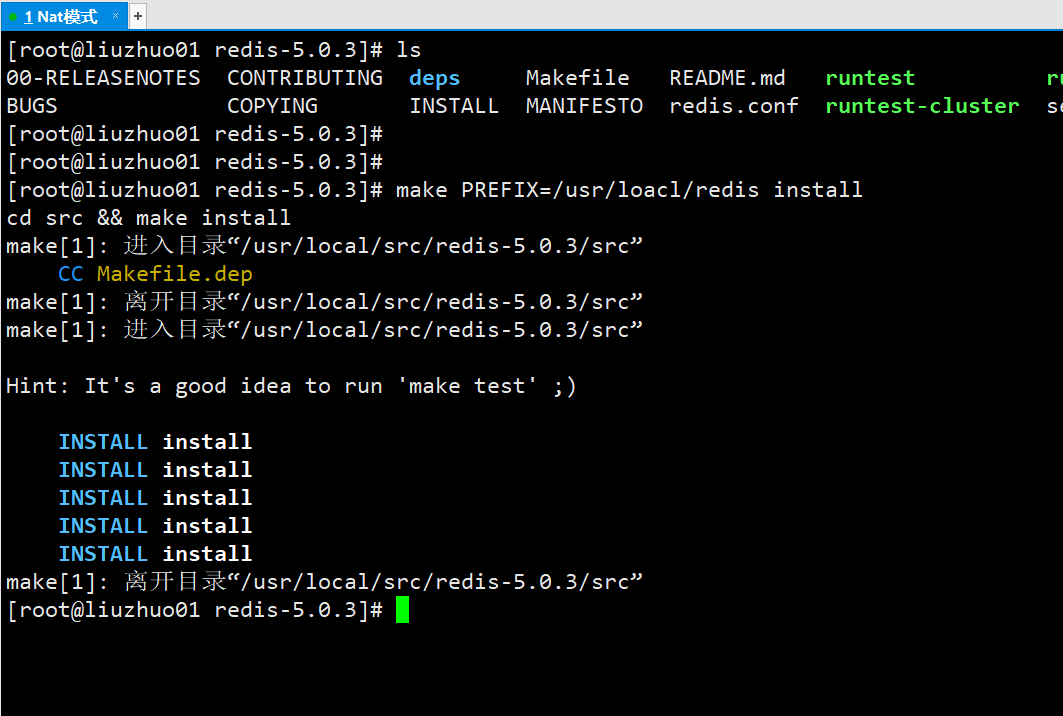 1 Nat模式 × +
[root@liuzhuo01 redis-5.0.3]# ls
00-RELEASENOTES CONTRIBUTING deps Makefile README.md runtest
BUGS COPYING INSTALL MANIFESTO redis.conf runtest-cluster
[root@liuzhuo01 redis-5.0.3]#
[root@liuzhuo01 redis-5.0.3]#
[root@liuzhuo01 redis-5.0.3]# make PREFIX=/usr/loacl/redis install
cd src && make install
make[1]: 进入目录“/usr/local/src/redis-5.0.3/src”
CC Makefile.dep
make[1]: 离开目录“/usr/local/src/redis-5.0.3/src”
make[1]: 进入目录“/usr/local/src/redis-5.0.3/src”
Hint: It's a good idea to run 'make test' ;)
INSTALL install
INSTALL install
INSTALL install
INSTALL install
INSTALL install
make[1]: 离开目录“/usr/local/src/redis-5.0.3/src”
[root@liuzhuo01 redis-5.0.3]#